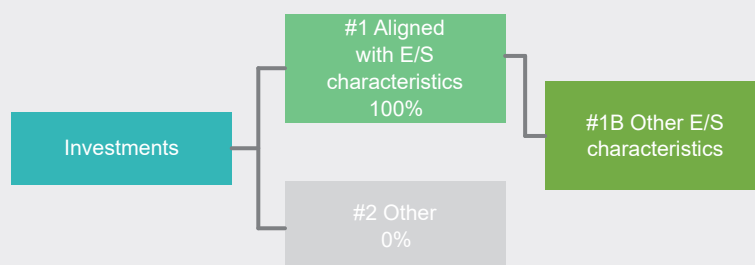 #1 Aligned
with E/S
characteristics
100%
Investments
#1B Other E/S
characteristics
#2 Other
0%